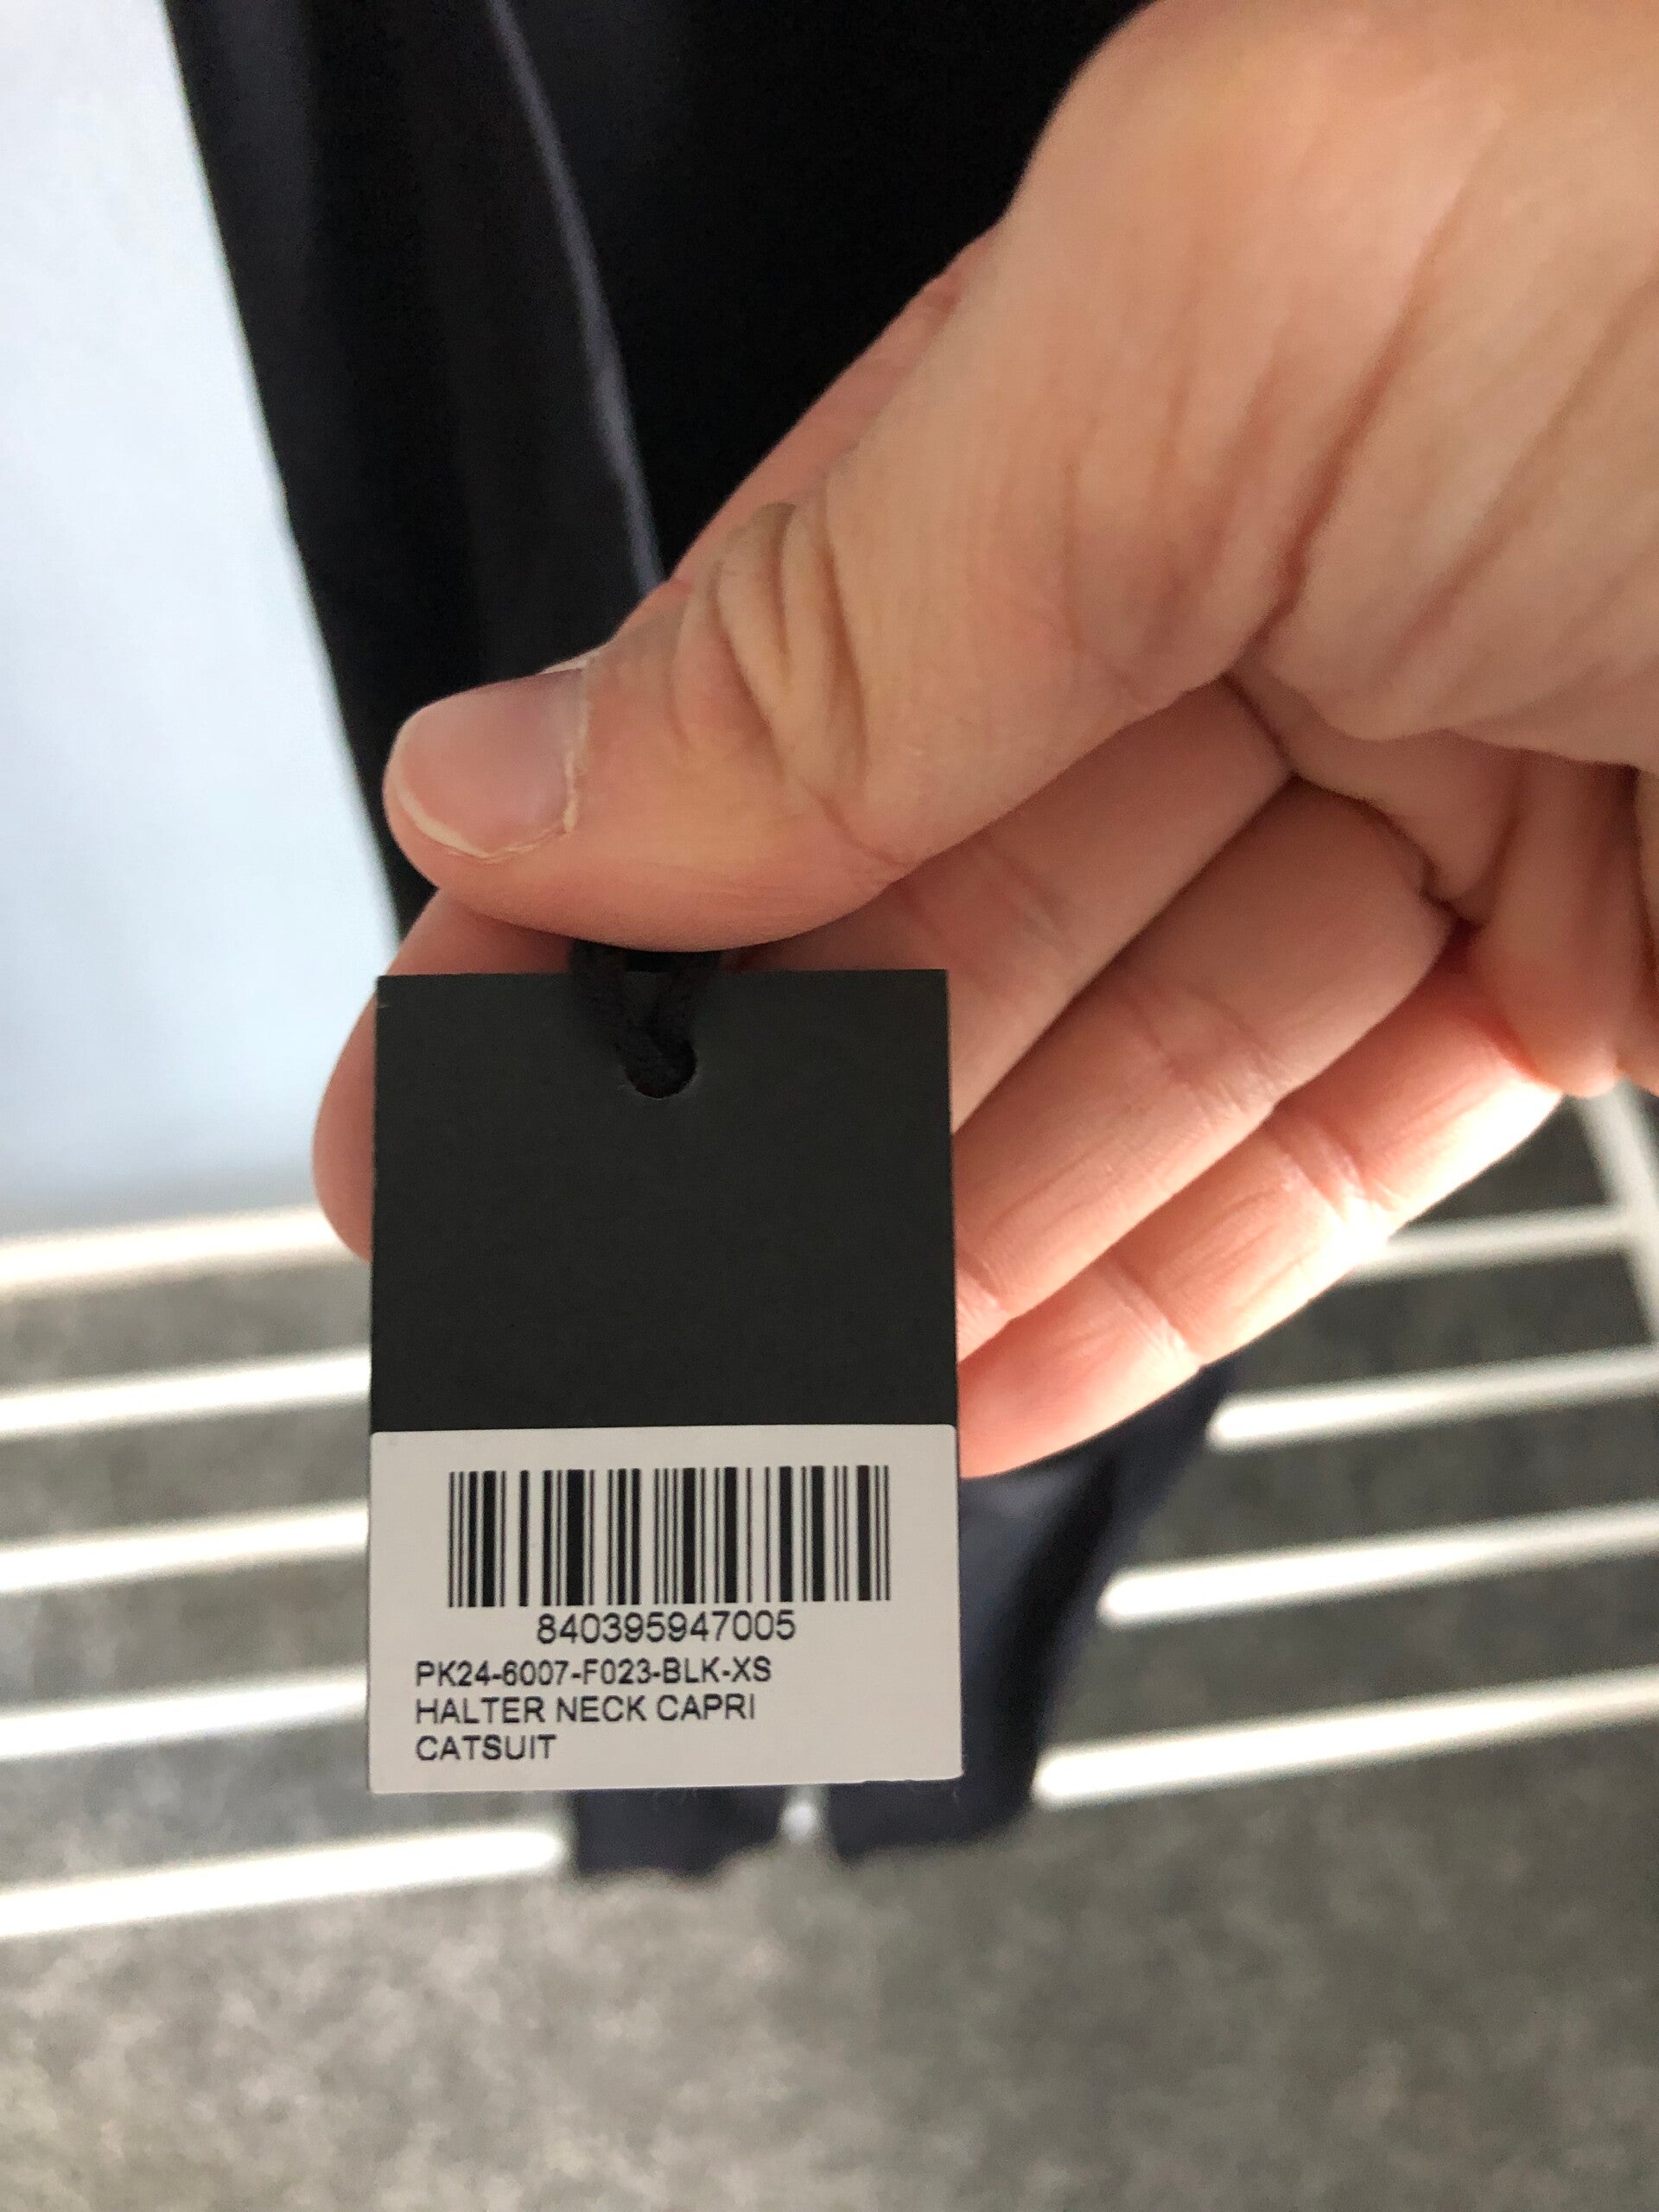 840395947005
PK24-6007-F023-BLK-XS
HALTER NECK CAPRI
CATSUIT